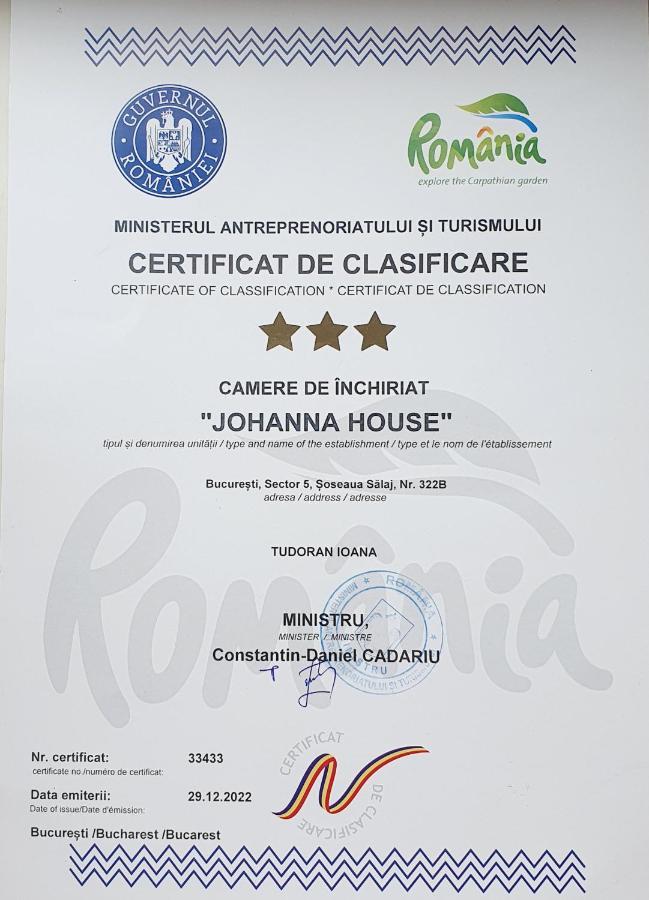 GUVERNUL
ROMÂNIEI
România
explore the Carpathian garden
MINISTERUL ANTREPRENORIATULUI ȘI TURISMULUI
CERTIFICAT DE CLASIFICARE
CERTIFICATE OF CLASSIFICATION * CERTIFICAT DE CLASSIFICATION
CAMERE DE ÎNCHIRIAT
"JOHANNA HOUSE"
tipul și denumirea unității / type and name of the establishment / type et le nom de l'établissement
București, Sector 5, Șoseaua Sălaj, Nr. 322B
adresa / address / adresse
România
TUDORAN IOANA
ROMÂNIA
MINISTRU,
MINISTER / MINISTRE
Constantin-Daniel CADARIU
Nr. certificat: 33433
certificate no./numéro de certificat:
Data emiterii: 29.12.2022
Date of issue/Date d'émission:
București /Bucharest /Bucarest
CERTIFICAT
DE CLASIFICARE